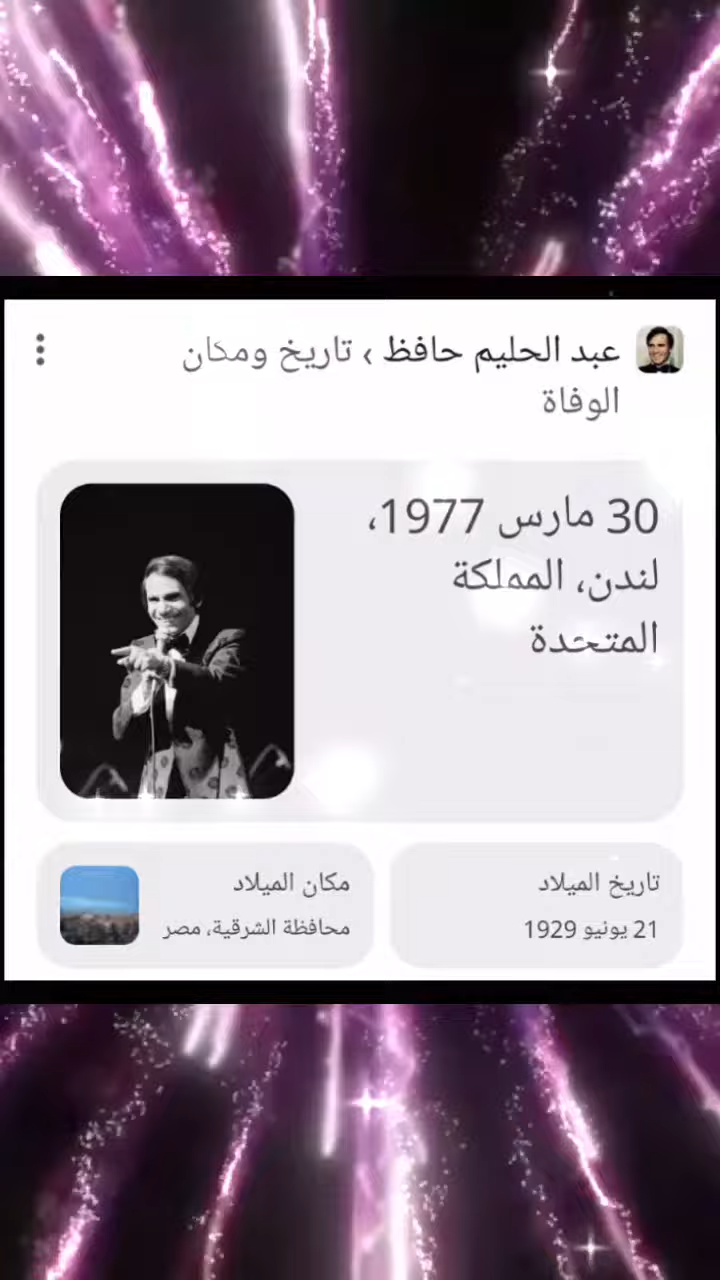 عبد الحليم حافظ › تاريخ ومكان
الوفاة
30 مارس 1977،
لندن، المملكة
المتحدة
تاريخ الميلاد
21 يونيو 1929
مكان الميلاد
محافظة الشرقية، مصر